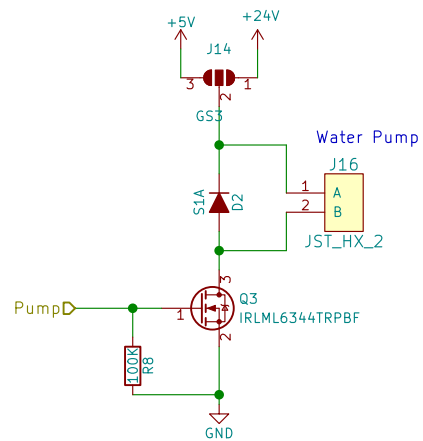 +5V
+24V
J14
3
1
2
GS3
Water Pump
J16
1
A
2
B
JST_HX_2
S1A
D2
3
Q3
IRLML6344TRPBF
Pump
1
2
100K
R8
GND